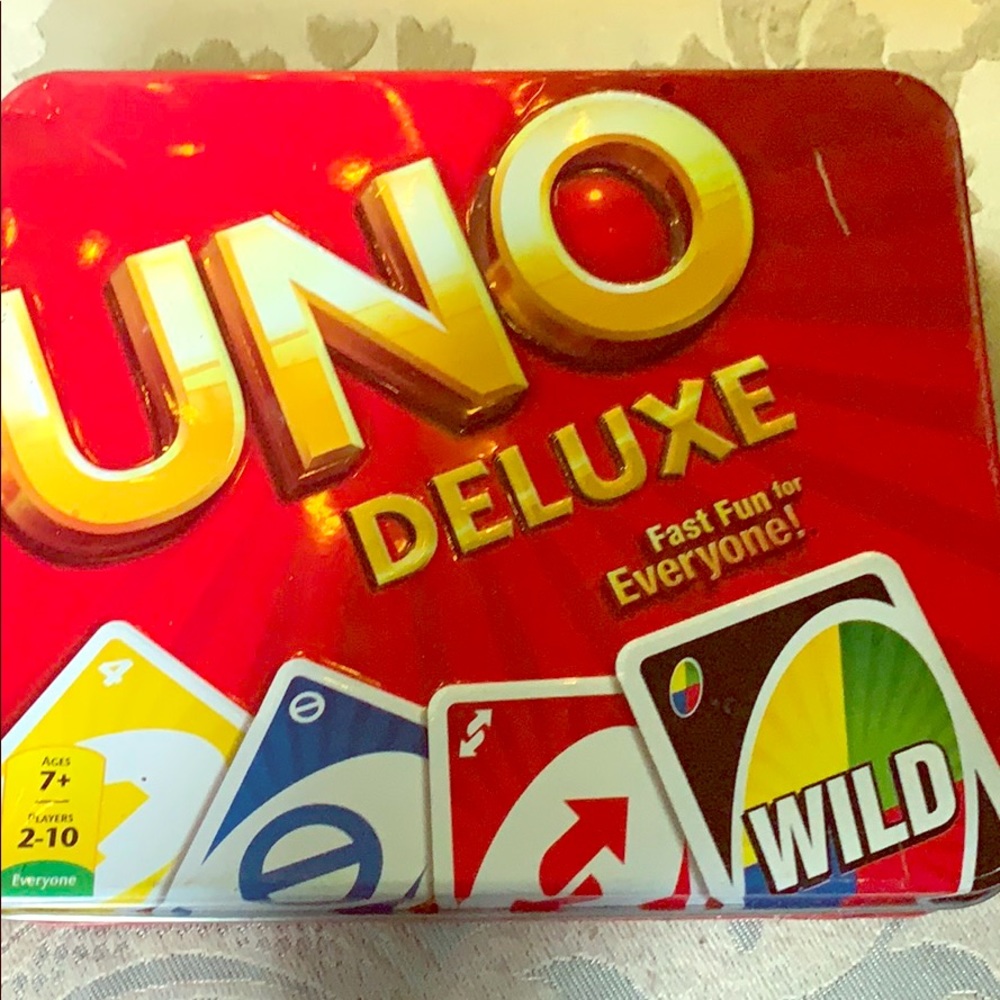 UNO
DELUXE
Fast Fun for
Everyone!
4
WILD
AGES
7+
PLAYERS
2-10
Everyone